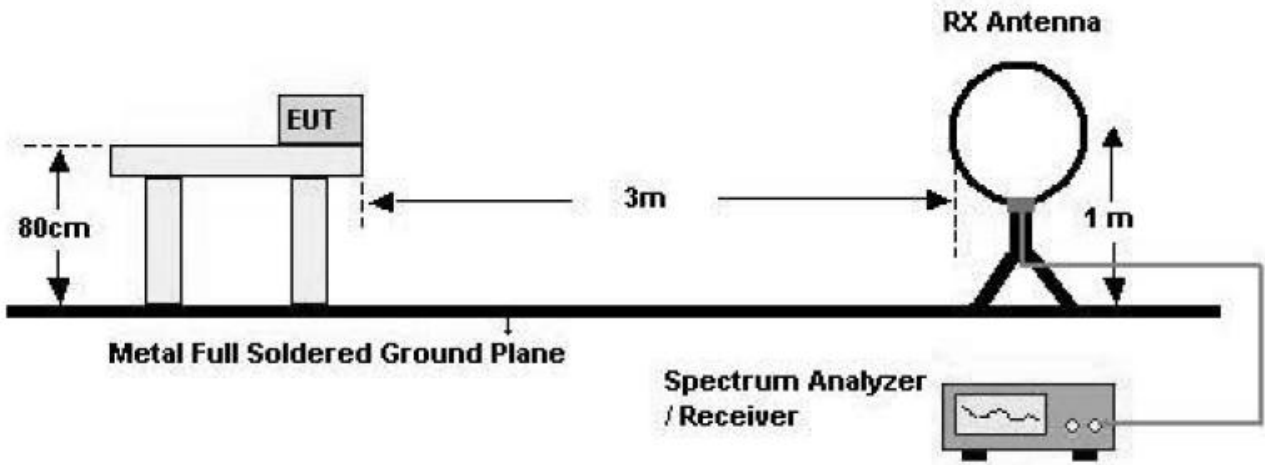 RX Antenna
EUT
80cm
3m
1 m
Metal Full Soldered Ground Plane
Spectrum Analyzer
/ Receiver